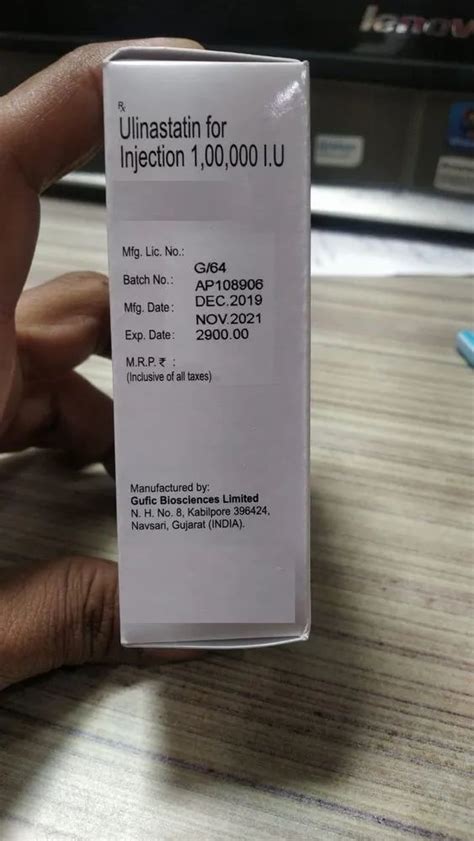 lenovo
Rx
Ulinastatin for
Injection 1,00,000 I.U
Mfg. Lic. No.:
G/64
Batch No.:
AP108906
Mfg. Date:
DEC.2019
NOV.2021
Exp. Date:
2900.00
M.R.P. ₹ :
(Inclusive of all taxes)
Manufactured by:
Gufic Biosciences Limited
N. H. No. 8, Kabilpore 396424,
Navsari, Gujarat (INDIA).